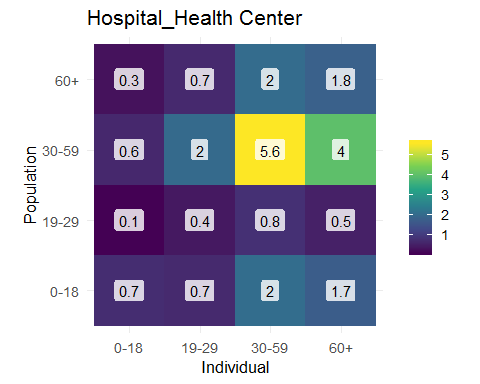 Hospital_Health Center
Population
60+ 0.3 0.7 2 1.8
30-59 0.6 2 5.6 4
19-29 0.1 0.4 0.8 0.5
0-18 0.7 0.7 2 1.7
0-18 19-29 30-59 60+
Individual
5
4
3
2
1